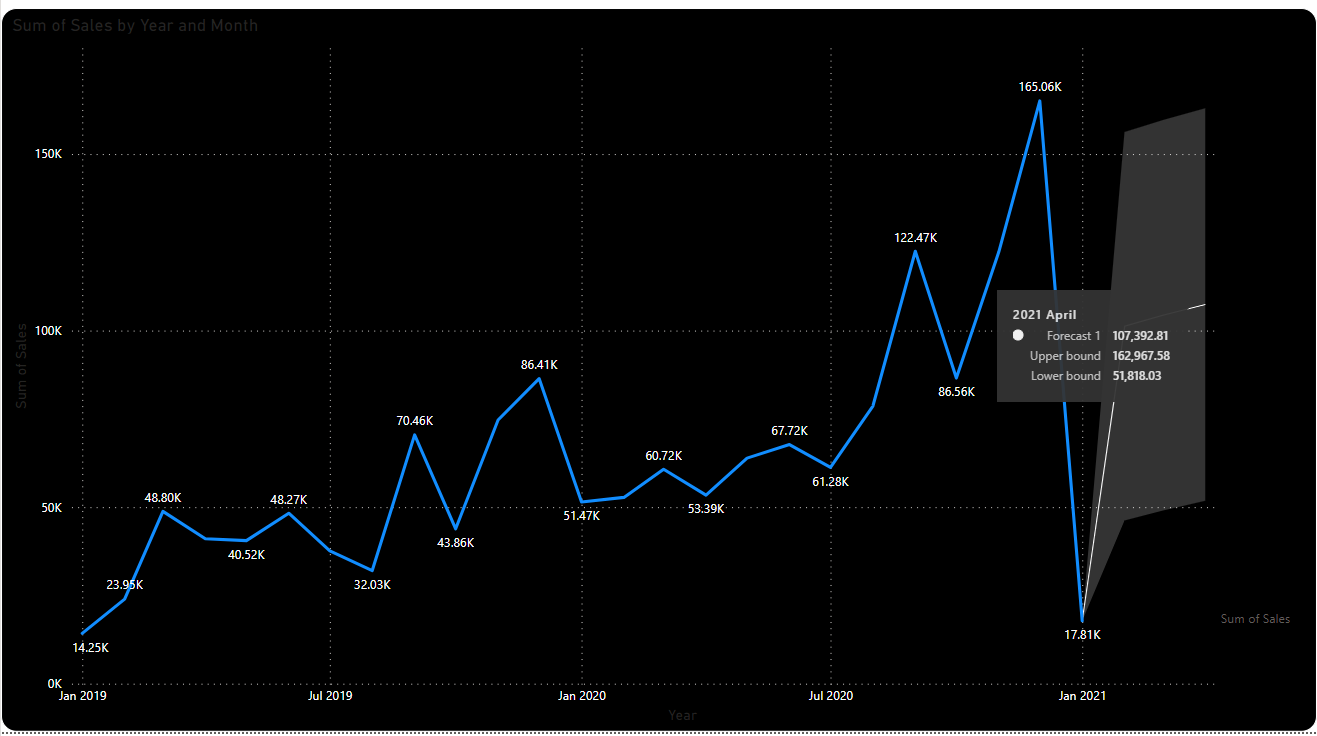 Sum of Sales by Year and Month
165.06K
150K
122.47K
2021 April
100K
Forecast 1 107,392.81
Upper bound 162,967.58
Lower bound 51,818.03
Sum of Sales
86.41K
86.56K
70.46K
67.72K
60.72K
61.28K
48.80K
48.27K
50K
51.47K
53.39K
43.86K
40.52K
32.03K
23.95K
Sum of Sales
17.81K
14.25K
0K
Jan 2019 Jul 2019 Jan 2020 Jul 2020 Jan 2021
Year